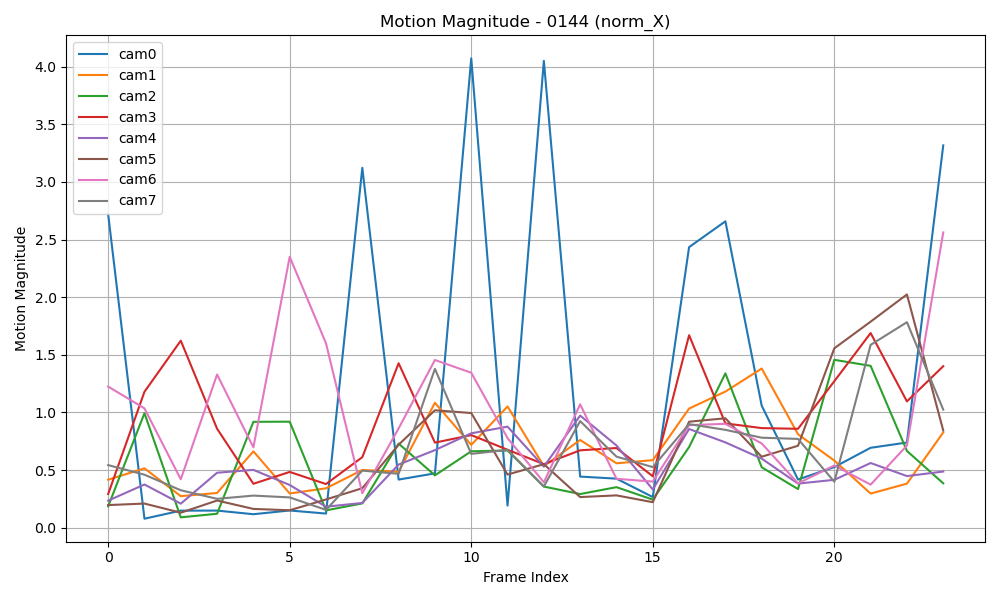 Motion Magnitude - 0144 (norm_X)
cam0
cam1
cam2
cam3
cam4
cam5
cam6
cam7
Motion Magnitude
4.0
3.5
3.0
2.5
2.0
1.5
1.0
0.5
0.0
0 5 10 15 20
Frame Index